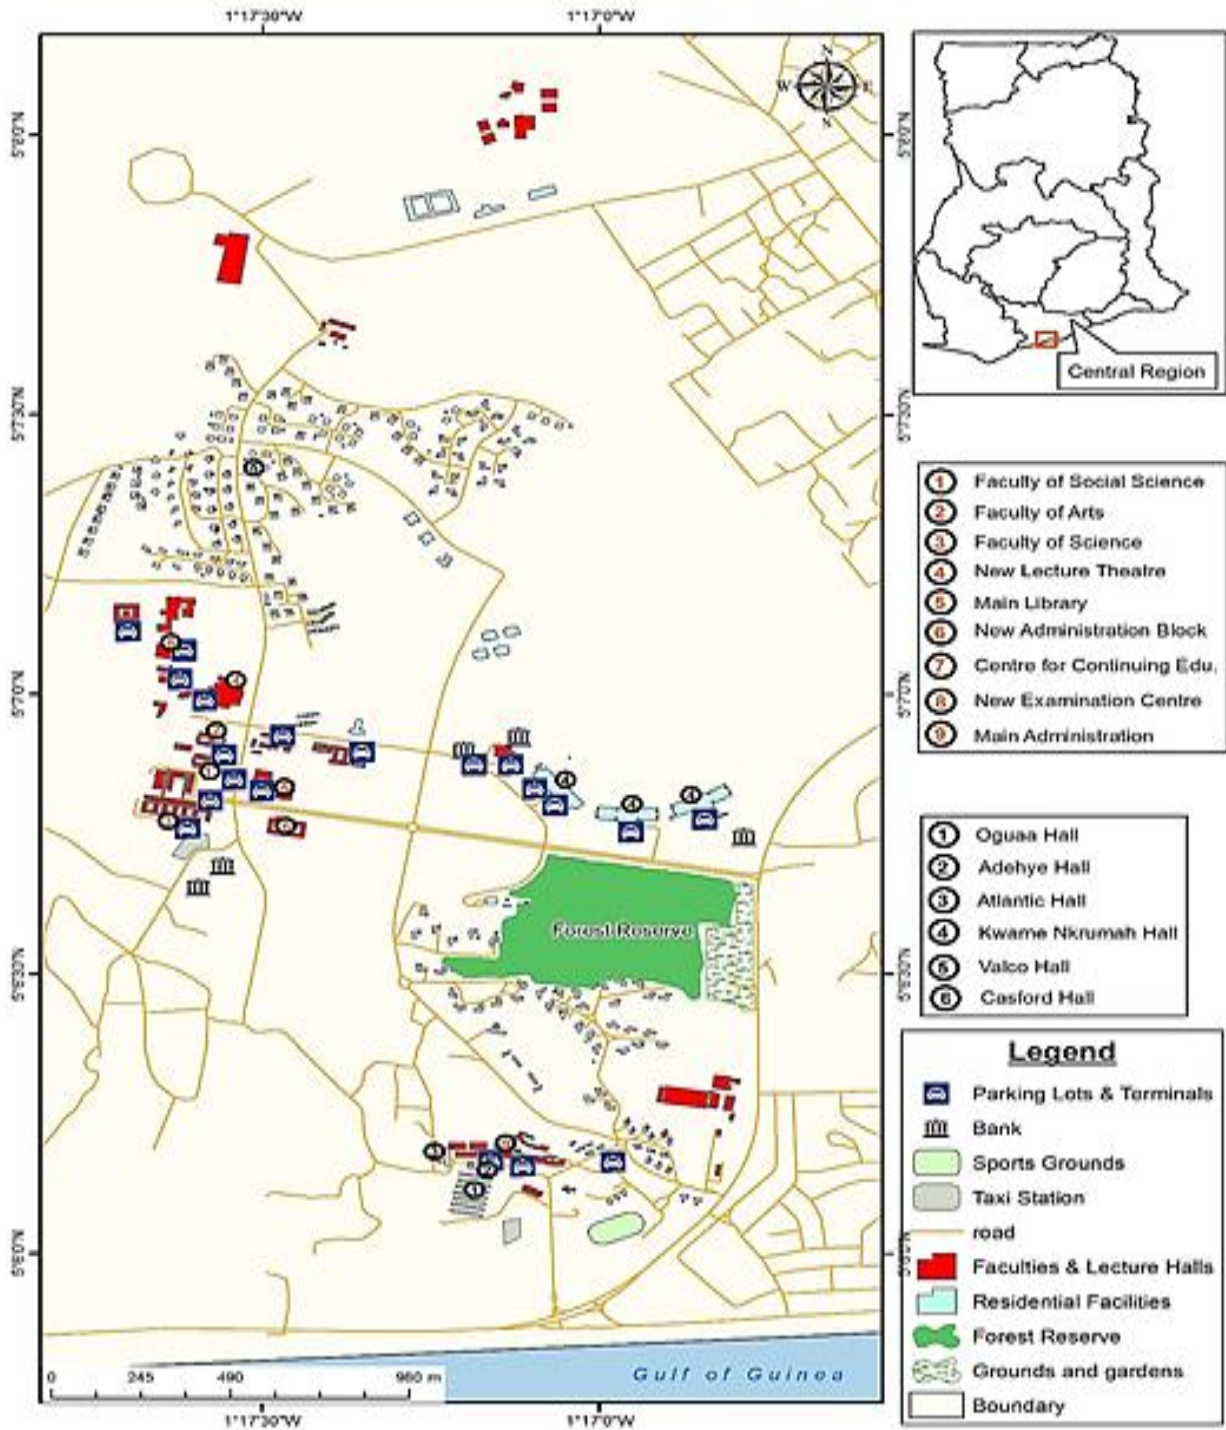 1°17'30"W 1°17'0"W
N
W E
5°8'0"N 5°8'0"N
Central Region
5°7'30"N 5°7'30"N
1 Faculty of Social Science
2 Faculty of Arts
3 Faculty of Science
4 New Lecture Theatre
5 Main Library
6 New Administration Block
7 Centre for Continuing Edu.
8 New Examination Centre
9 Main Administration
5°7'0"N 5°7'0"N
4
4
4
4
1 Oguaa Hall
2 Adehye Hall
3 Atlantic Hall
4 Kwame Nkrumah Hall
5 Valco Hall
6 Casford Hall
Forest Reserve
5°6'30"N 5°6'30"N
Legend
Parking Lots & Terminals
Bank
Sports Grounds
Taxi Station
road
Faculties & Lecture Halls
Residential Facilities
Forest Reserve
Grounds and gardens
Boundary
5°6'0"N
Gulf of Guinea
0 245 490 980 m
1°17'30"W 1°17'0"W